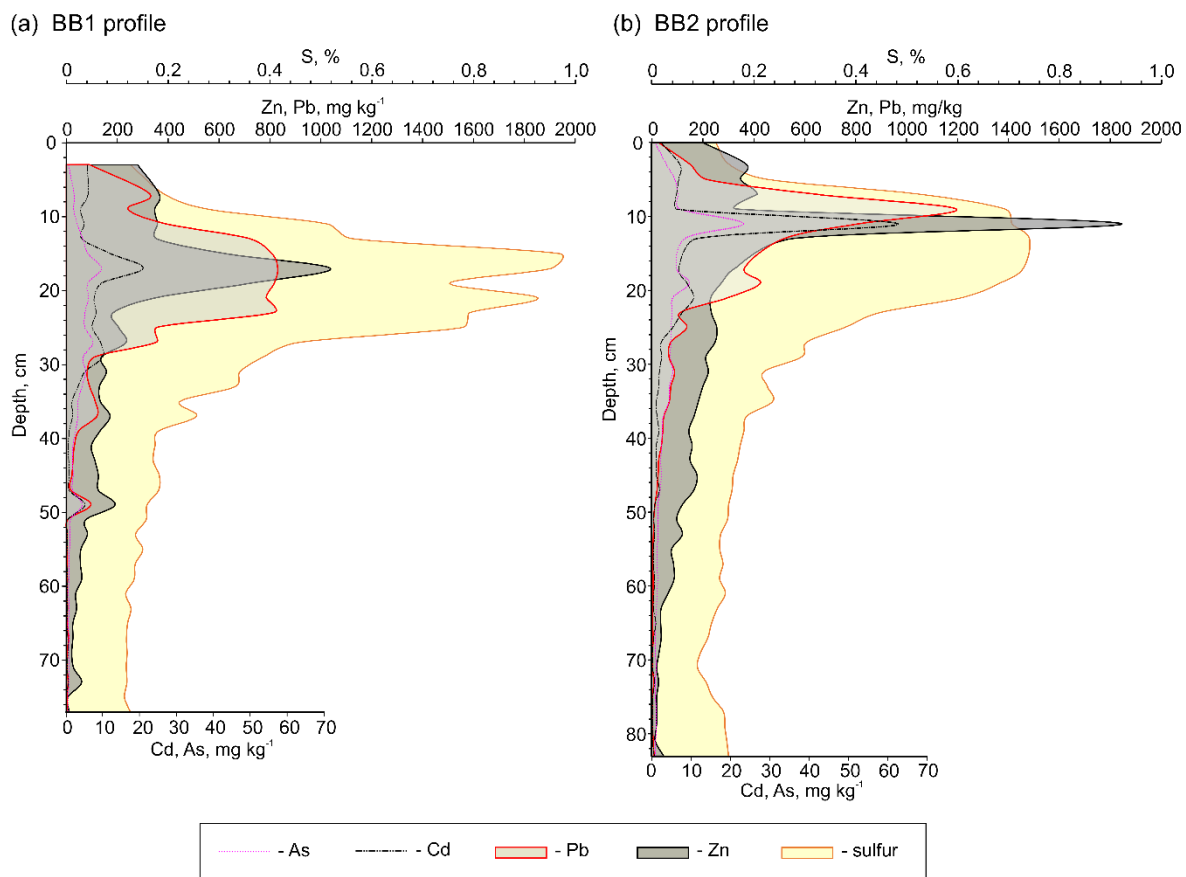 (a) BB1 profile
S, %
0 0.2 0.4 0.6 0.8 1.0
Zn, Pb, mg kg⁻¹
0 200 400 600 800 1000 1200 1400 1600 1800 2000
Depth, cm
0
10
20
30
40
50
60
70
0 10 20 30 40 50 60 70
Cd, As, mg kg⁻¹
(b) BB2 profile
S, %
0 0.2 0.4 0.6 0.8 1.0
Zn, Pb, mg/kg
0 200 400 600 800 1000 1200 1400 1600 1800 2000
Depth, cm
0
10
20
30
40
50
60
70
80
0 10 20 30 40 50 60 70
Cd, As, mg kg⁻¹
- As - Cd - Pb - Zn - sulfur